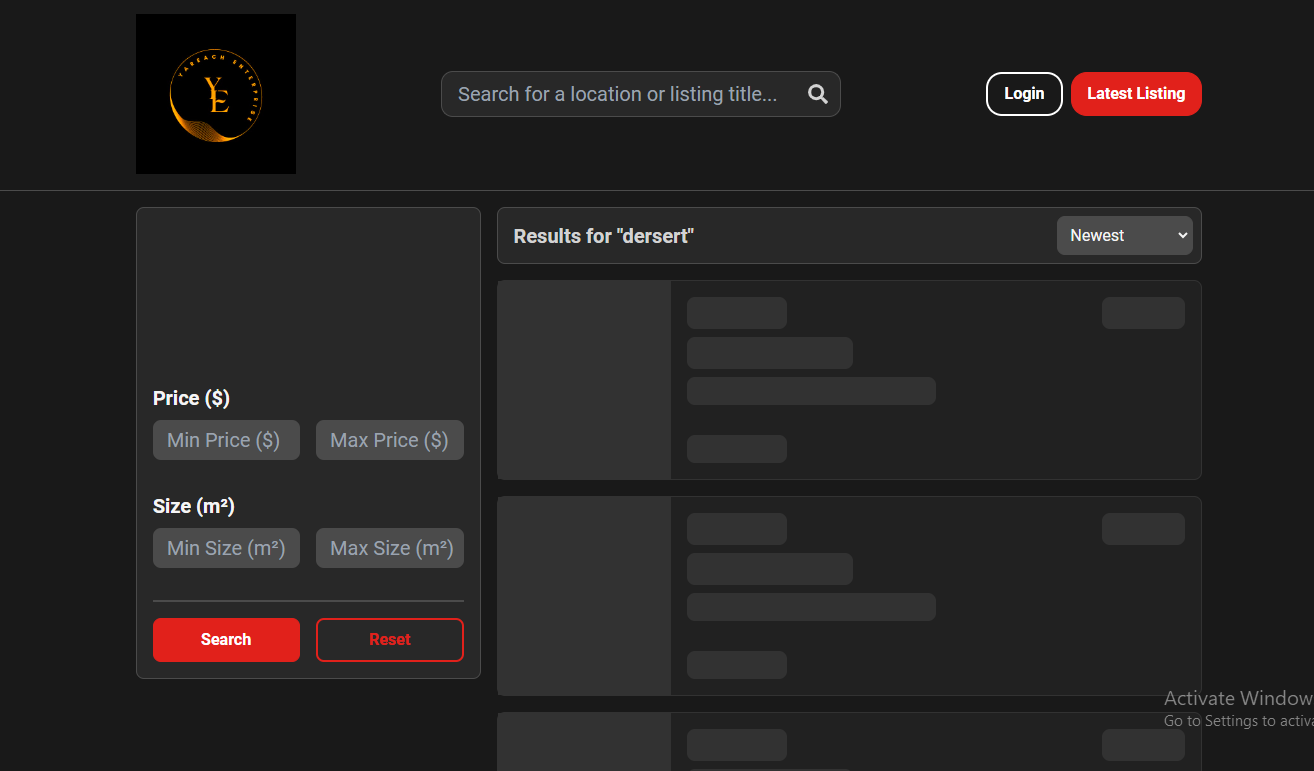 YAREACH ENTERPRISE
YE
Search for a location or listing title...
Login
Latest Listing
Results for "dersert"
Newest
Price ($)
Min Price ($)
Max Price ($)
Size (m²)
Min Size (m²)
Max Size (m²)
Search
Reset
Activate Window
Go to Settings to activa